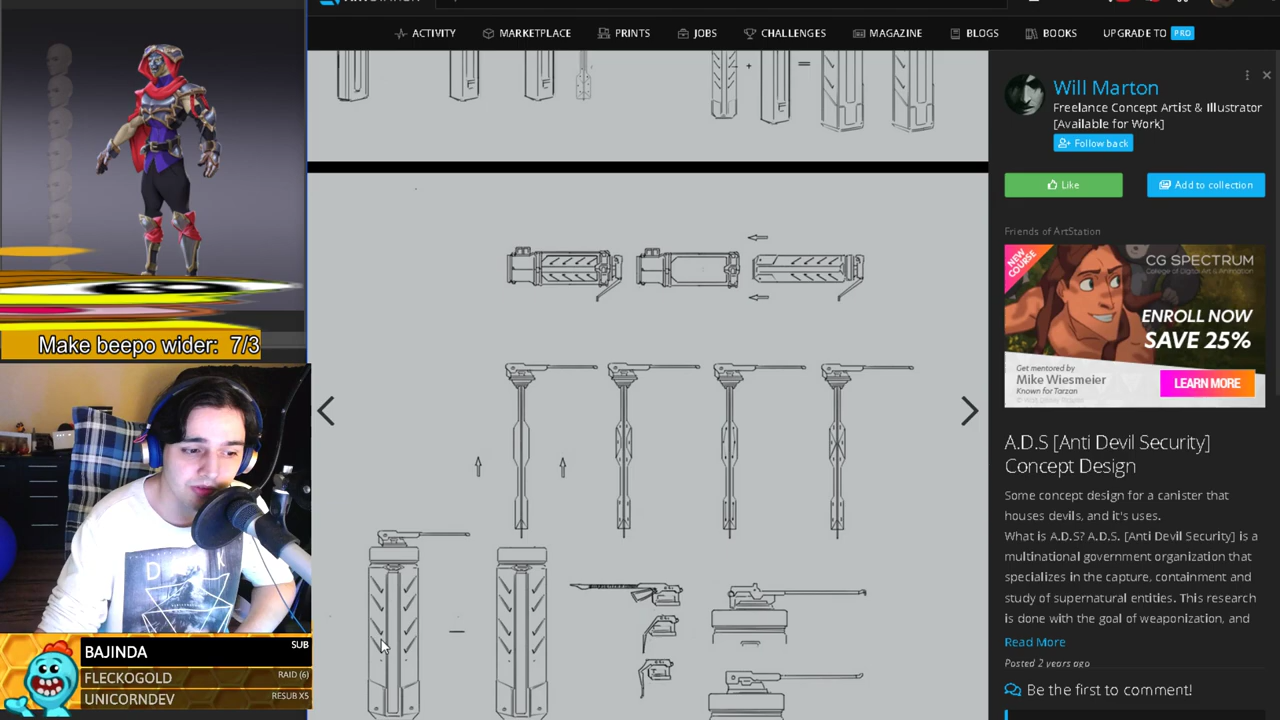 ACTIVITY
MARKETPLACE
PRINTS
JOBS
CHALLENGES
MAGAZINE
BLOGS
BOOKS
UPGRADE TO PRO
Will Marton
Freelance Concept Artist & Illustrator
[Available for Work]
Follow back
Like
Add to collection
Friends of ArtStation
NEW
COURSE
CG SPECTRUM
College of Digital Art & Animation
ENROLL NOW
SAVE 25%
Get mentored by
Mike Wiesmeier
Known for Tarzan
LEARN MORE
A.D.S [Anti Devil Security]
Concept Design
Some concept design for a canister that
houses devils, and it's uses.
What is A.D.S? A.D.S. [Anti Devil Security] is a
multinational government organization that
specializes in the capture, containment and
study of supernatural entities. This research
is done with the goal of weaponization, and
Read More
Posted 2 years ago
Be the first to comment!
Make beepo wider: 7/3
BAJINDA
SUB
FLECKOGOLD
RAID (6)
UNICORNDEV
RESUB X5